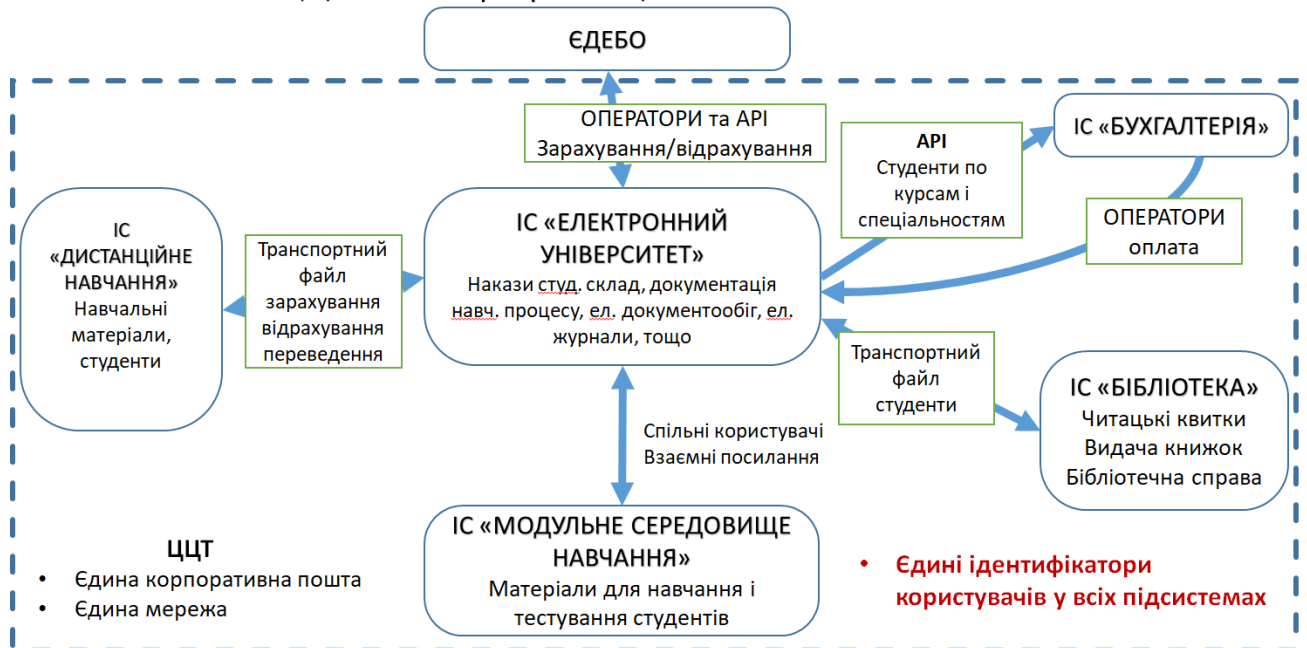 ЄДЕБО
ОПЕРАТОРИ та АРІ
Зарахування/відрахування
ІС «БУХГАЛТЕРІЯ»
АРІ
Студенти по
курсам і
спеціальностям
ОПЕРАТОРИ
оплата
ІС
«ДИСТАНЦІЙНЕ
НАВЧАННЯ»
Навчальні
матеріали,
студенти
Транспортний
файл
зарахування
відрахування
переведення
ІС «ЕЛЕКТРОННИЙ
УНІВЕРСИТЕТ»
Накази студ. склад, документація
навч. процесу, ел. документообіг, ел.
журнали, тощо
Транспортний
файл
студенти
ІС «БІБЛІОТЕКА»
Читацькі квитки
Видача книжок
Бібліотечна справа
Спільні користувачі
Взаємні посилання
ІС «МОДУЛЬНЕ СЕРЕДОВИЩЕ
НАВЧАННЯ»
Матеріали для навчання і
тестування студентів
ЦЦТ
• Єдина корпоративна пошта
• Єдина мережа
• Єдині ідентифікатори
користувачів у всіх підсистемах